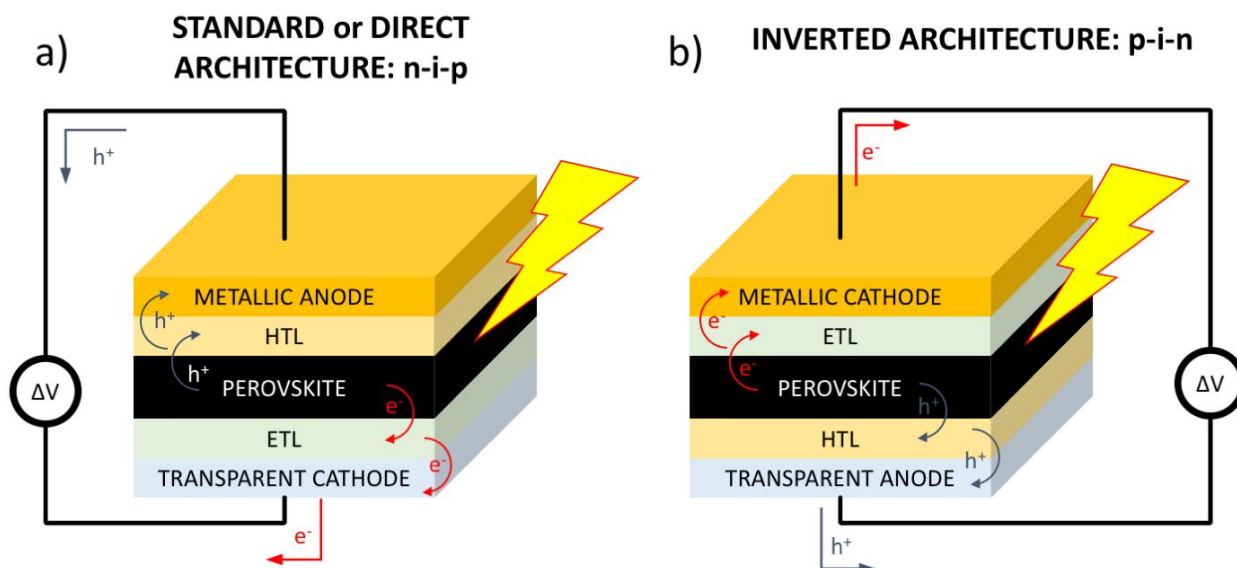 a)
STANDARD or DIRECT
ARCHITECTURE: n-i-p
h⁺
METALLIC ANODE
h⁺
HTL
h⁺
PEROVSKITE
e⁻
ETL
e⁻
TRANSPARENT CATHODE
ΔV
e⁻
b)
INVERTED ARCHITECTURE: p-i-n
e⁻
METALLIC CATHODE
e⁻
ETL
e⁻
PEROVSKITE
h⁺
HTL
h⁺
TRANSPARENT ANODE
ΔV
h⁺